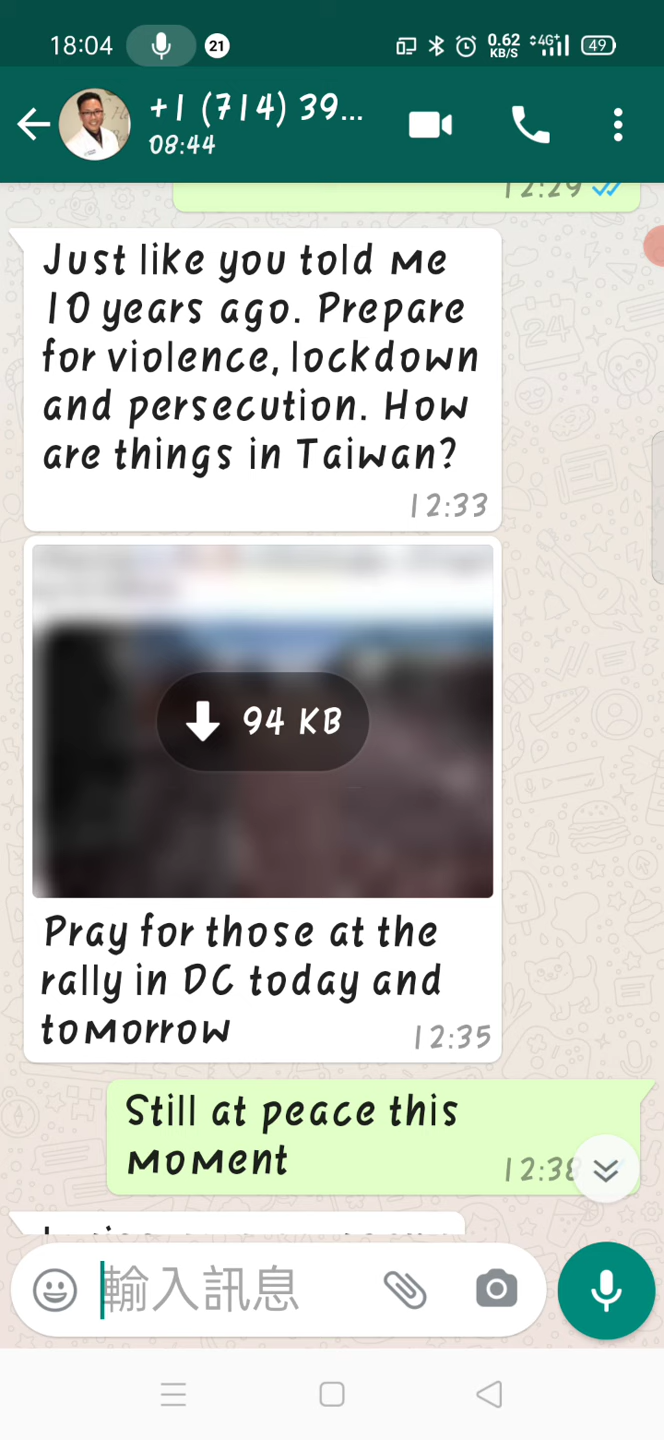 18:04
21
0.62
KB/S
4G+
49
+1 (714) 39...
08:44
12:29
Just like you told me
10 years ago. Prepare
for violence, lockdown
and persecution. How
are things in Taiwan?
12:33
94 KB
Pray for those at the
rally in DC today and
tomorrow
12:35
Still at peace this
moment
12:38
輸入訊息